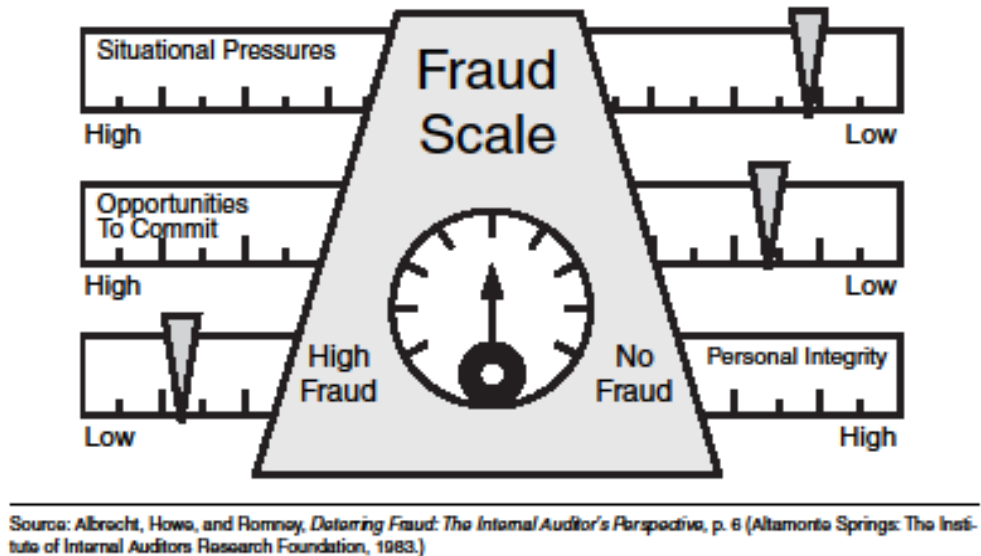 Situational Pressures
Fraud
Scale
High
Low
Opportunities
To Commit
High
Low
High
Fraud
No
Fraud
Personal Integrity
Low
High
Source: Albrecht, Howe, and Romney, Deterring Fraud: The Internal Auditor's Perspective, p. 6 (Altamonte Springs: The Insti-
tute of Internal Auditors Research Foundation, 1983.)